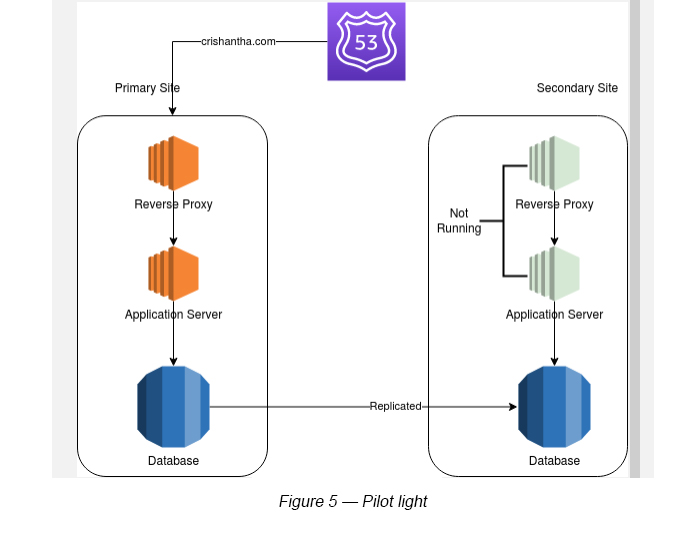 53
crishantha.com
Primary Site
Secondary Site
Reverse Proxy
Application Server
Database
Replicated
Not
Running
Reverse Proxy
Application Server
Database
Figure 5 — Pilot light